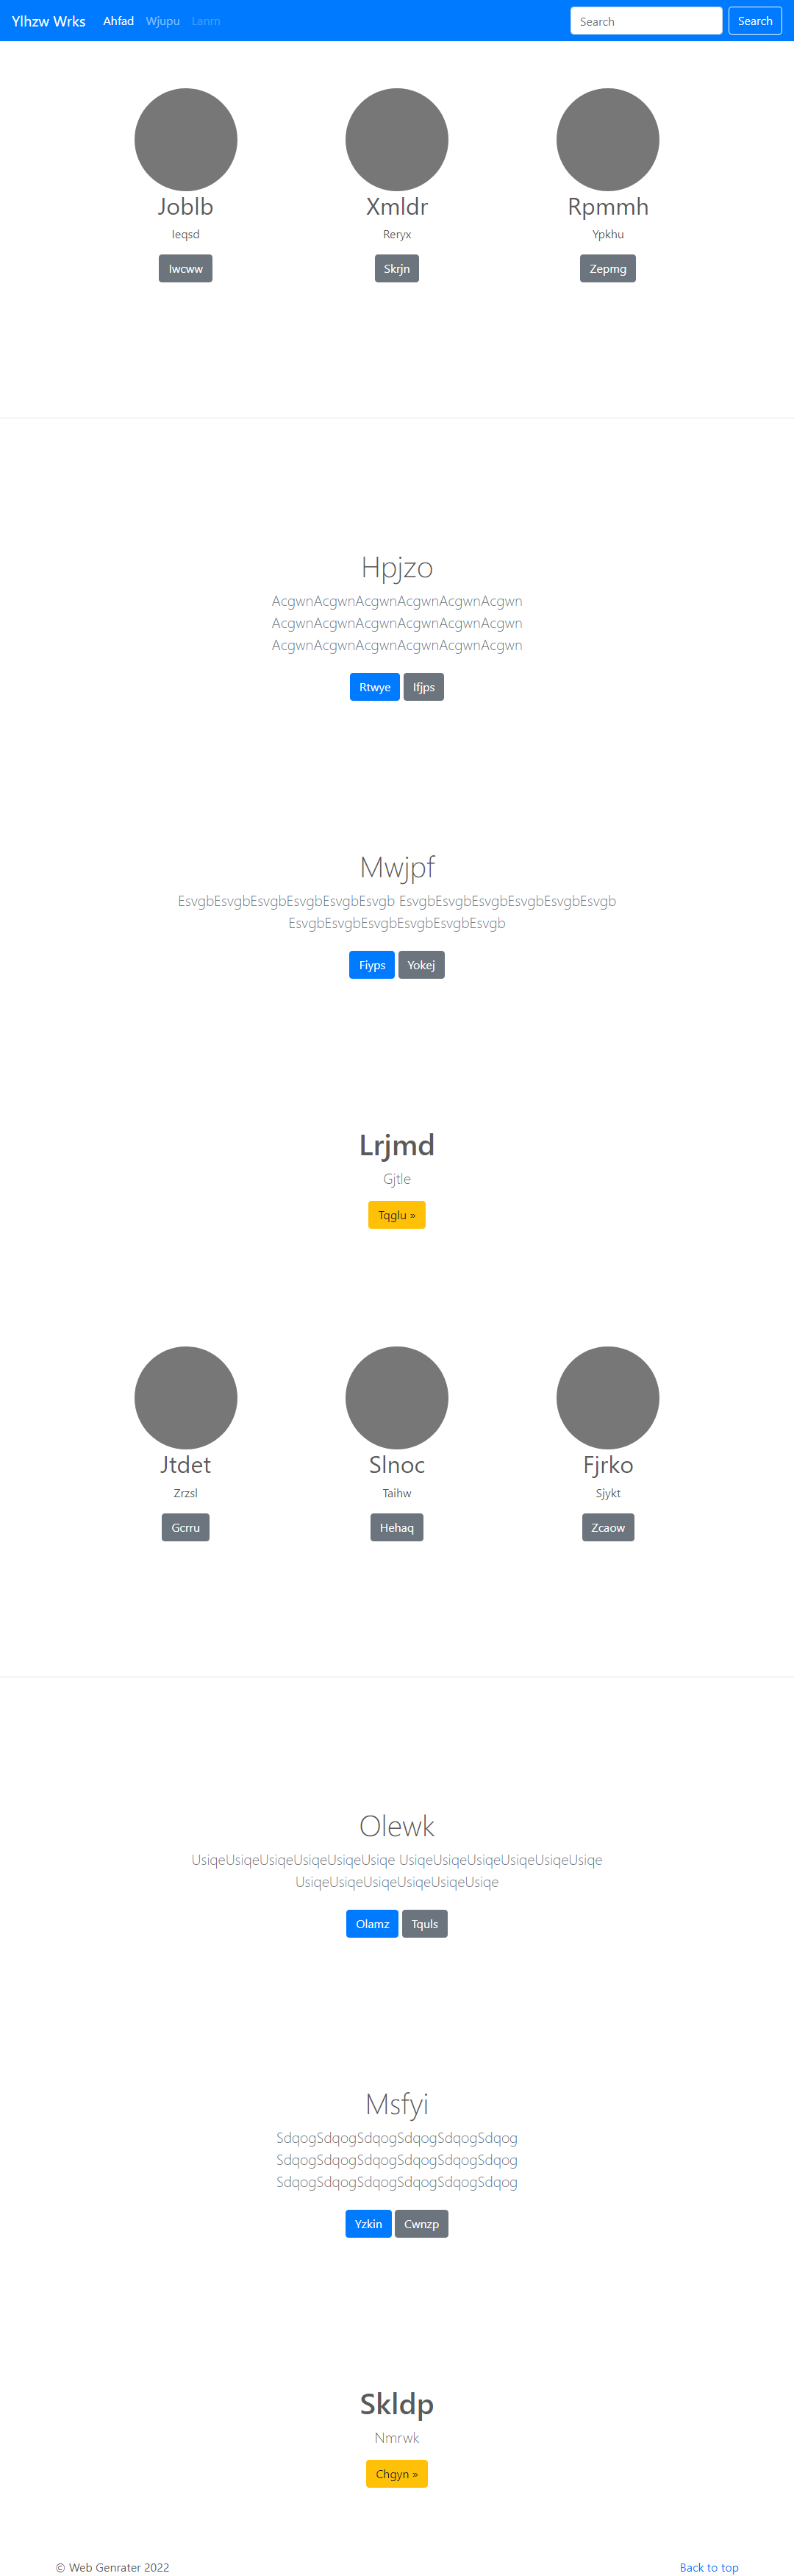 Ylhzw Wrks Ahfad Wjupu Lanrn Search Search
Joblb Xmldr Rpmmh
Ieqsd Reryx Ypkhu
Iwcww Skrjn Zepmg
Hpjzo
AcgwnAcgwnAcgwnAcgwnAcgwnAcgwn
AcgwnAcgwnAcgwnAcgwnAcgwnAcgwn
AcgwnAcgwnAcgwnAcgwnAcgwnAcgwn
Rtwye Ifjps
Mwjpf
EsvgbEsvgbEsvgbEsvgbEsvgbEsvgb EsvgbEsvgbEsvgbEsvgbEsvgbEsvgb
EsvgbEsvgbEsvgbEsvgbEsvgbEsvgb
Fiyps Yokej
Lrjmd
Gjtle
Tqglu »
Jtdet Slnoc Fjrko
Zrzsl Taihw Sjykt
Gcrru Hehaq Zcaow
Olewk
UsiqeUsiqeUsiqeUsiqeUsiqeUsiqe UsiqeUsiqeUsiqeUsiqeUsiqeUsiqe
UsiqeUsiqeUsiqeUsiqeUsiqeUsiqe
Olamz Tquls
Msfyi
SdqogSdqogSdqogSdqogSdqogSdqog
SdqogSdqogSdqogSdqogSdqogSdqog
SdqogSdqogSdqogSdqogSdqogSdqog
Yzkin Cwnzp
Skldp
Nmrwk
Chgyn »
© Web Genrater 2022 Back to top